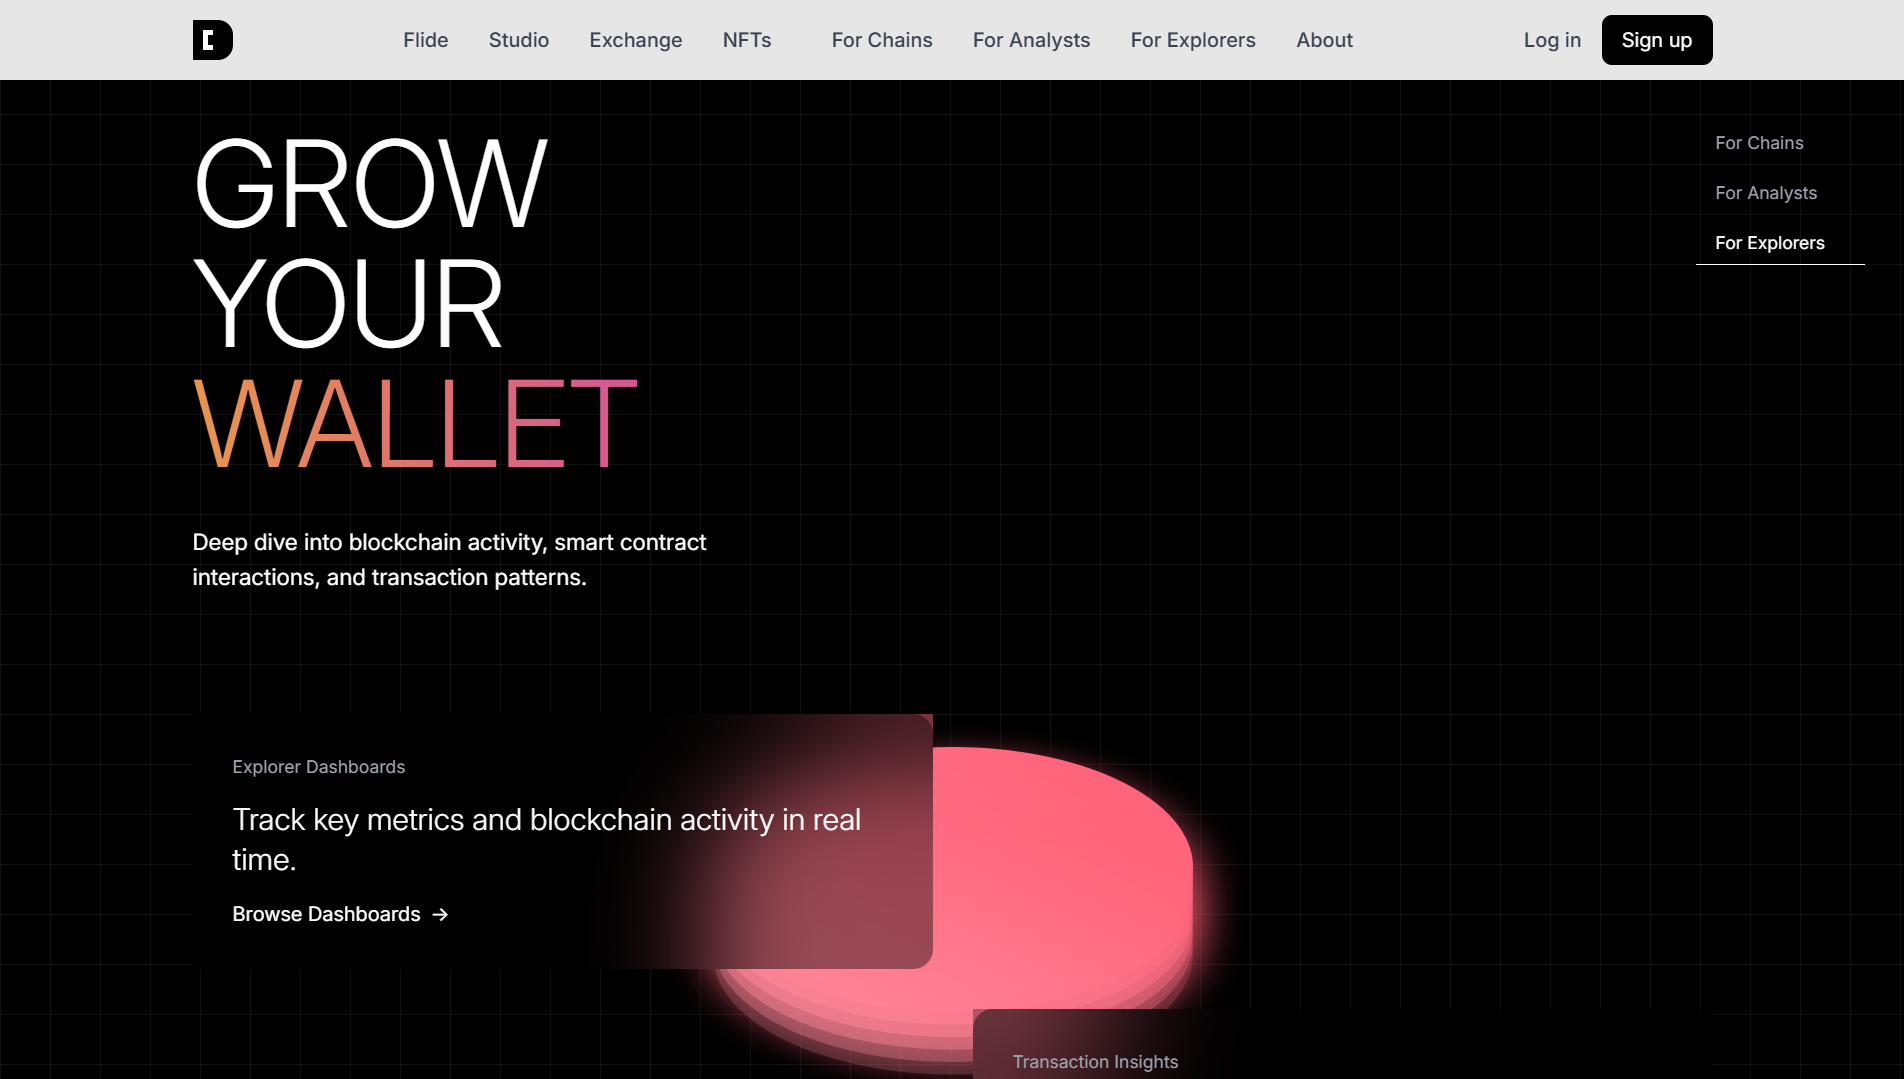 Flide Studio Exchange NFTs For Chains For Analysts For Explorers About Log in Sign up
For Chains
For Analysts
For Explorers
GROW
YOUR
WALLET
Deep dive into blockchain activity, smart contract
interactions, and transaction patterns.
Explorer Dashboards
Track key metrics and blockchain activity in real
time.
Browse Dashboards →
Transaction Insights